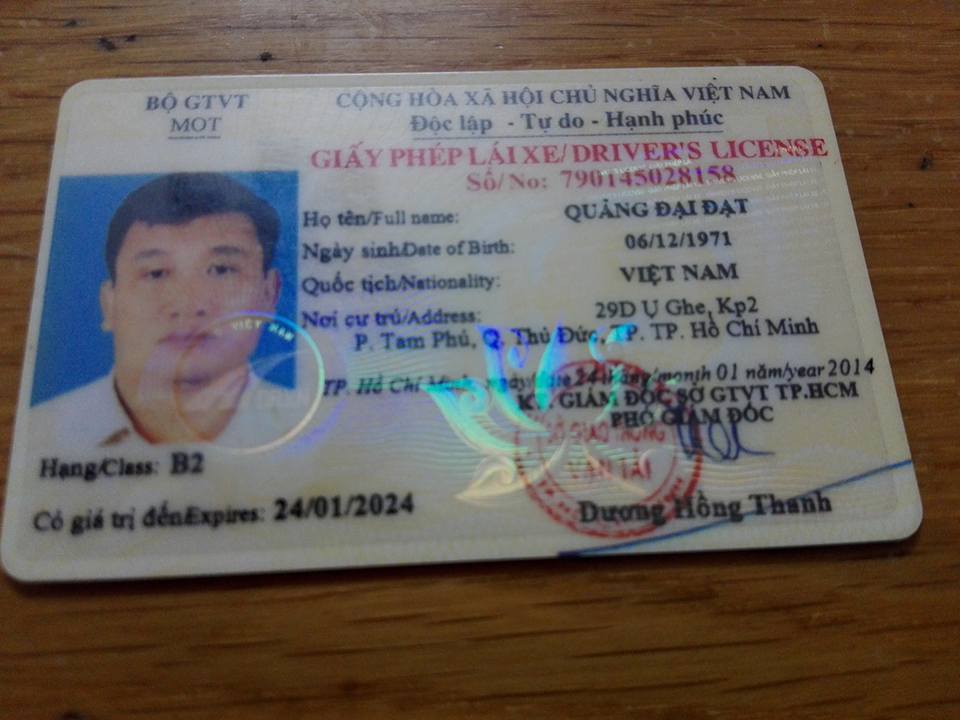 BỘ GTVT
MOT
CỘNG HÒA XÃ HỘI CHỦ NGHĨA VIỆT NAM
Độc lập - Tự do - Hạnh phúc
GIẤY PHÉP LÁI XE/ DRIVER'S LICENSE
Số/ No: 790145028158
Họ tên/Full name: QUẢNG ĐẠI ĐẠT
Ngày sinh/Date of Birth: 06/12/1971
Quốc tịch/Nationality: VIỆT NAM
Nơi cư trú/Address: 29D Ụ Ghe, Kp2
P. Tam Phú, Q. Thủ Đức, TP. TP. Hồ Chí Minh
TP. Hồ Chí Minh, ngày/date 24 tháng/month 01 năm/year 2014
KT. GIÁM ĐỐC SỞ GTVT TP.HCM
PHÓ GIÁM ĐỐC
SỞ GIAO THÔNG
VẬN TẢI
VIỆT NAM
Hạng/Class: B2
Có giá trị đến/Expires: 24/01/2024
Dương Hồng Thanh